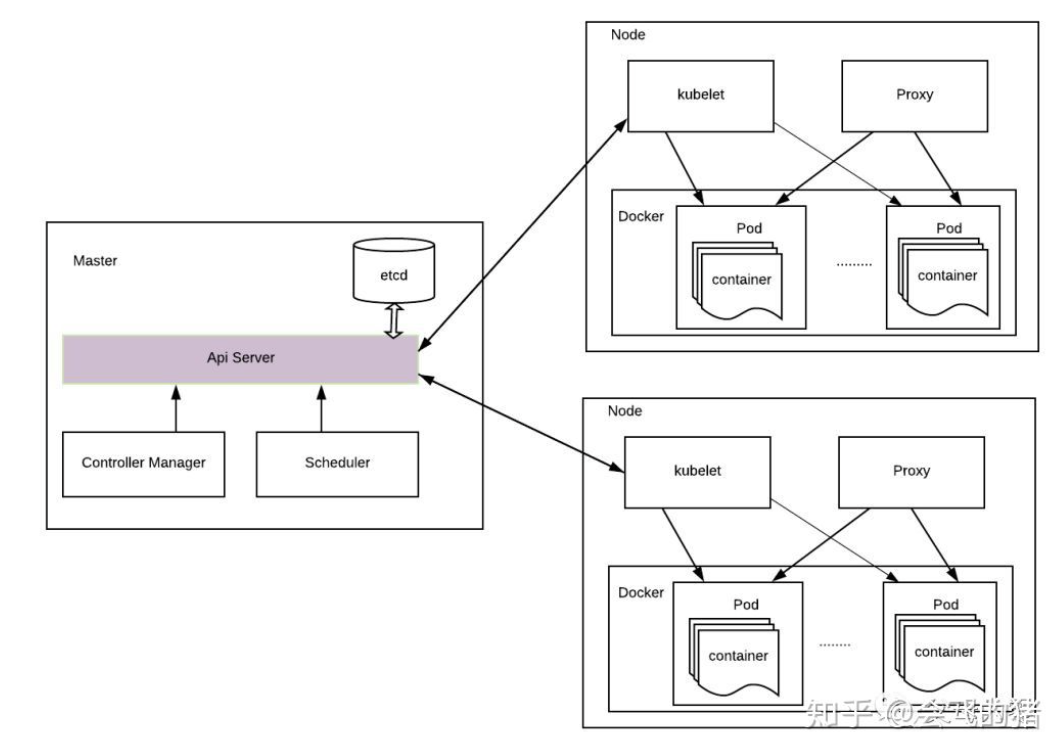 Node
kubelet
Proxy
Docker
Pod
container
.........
Pod
container
Master
etcd
Api Server
Controller Manager
Scheduler
Node
kubelet
Proxy
Docker
Pod
container
........
Pod
container
知乎 @会飞的猪